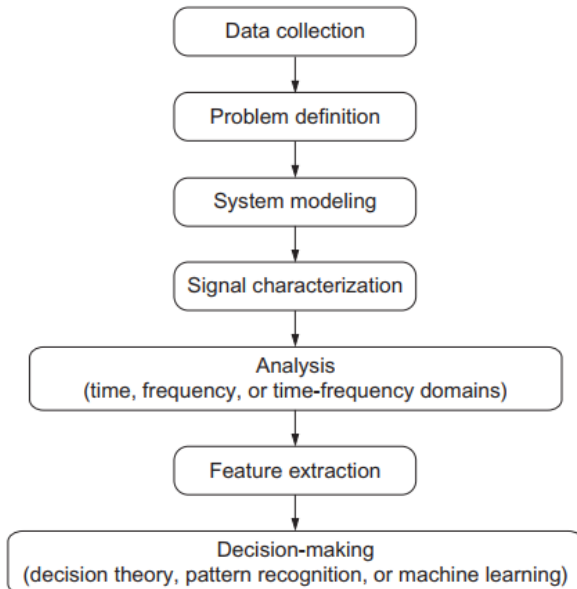 Data collection
Problem definition
System modeling
Signal characterization
Analysis
(time, frequency, or time-frequency domains)
Feature extraction
Decision-making
(decision theory, pattern recognition, or machine learning)